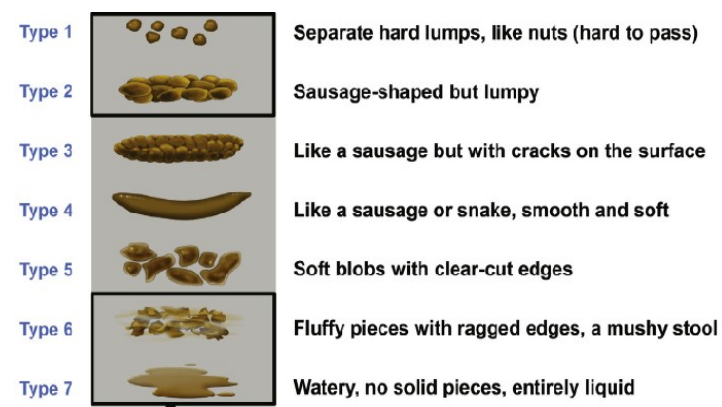 Type 1 Separate hard lumps, like nuts (hard to pass)
Type 2 Sausage-shaped but lumpy
Type 3 Like a sausage but with cracks on the surface
Type 4 Like a sausage or snake, smooth and soft
Type 5 Soft blobs with clear-cut edges
Type 6 Fluffy pieces with ragged edges, a mushy stool
Type 7 Watery, no solid pieces, entirely liquid